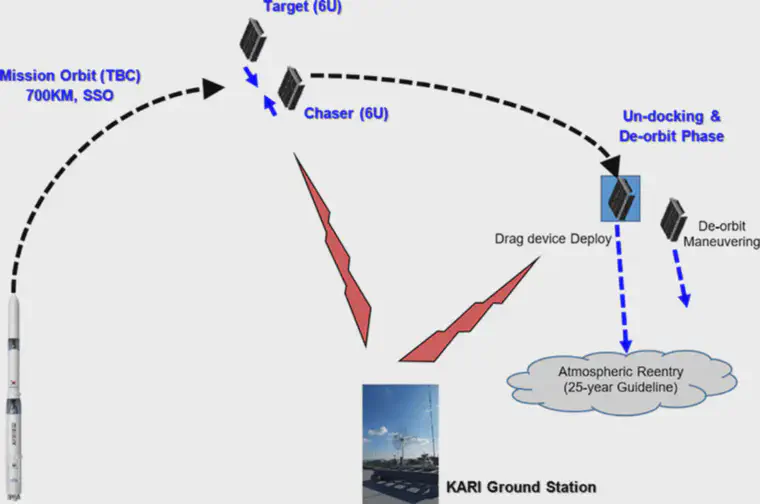 Target (6U)
Mission Orbit (TBC)
700KM, SSO
Chaser (6U)
Un-docking &
De-orbit Phase
Drag device Deploy
De-orbit
Maneuvering
Atmospheric Reentry
(25-year Guideline)
KARI Ground Station